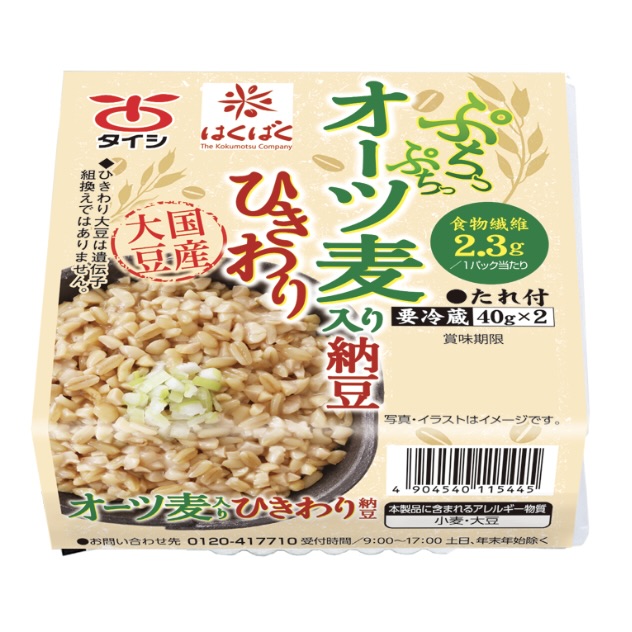 タイシ
はくばく
The Kokumotsu Company
ぷちっ
ぷちっ
オーツ麦入り納豆
ひきわり
国産
大豆
◆ひきわり大豆は遺伝子
組換えではありません。
食物繊維
2.3g
/1パック当たり
●たれ付
要冷蔵 40g×2
賞味期限
写真・イラストはイメージです。
4 904540 115445
オーツ麦入りひきわり納豆
本製品に含まれるアレルギー物質
小麦・大豆
●お問い合わせ先 0120-417710 受付時間/9:00~17:00 土日、年末年始除く